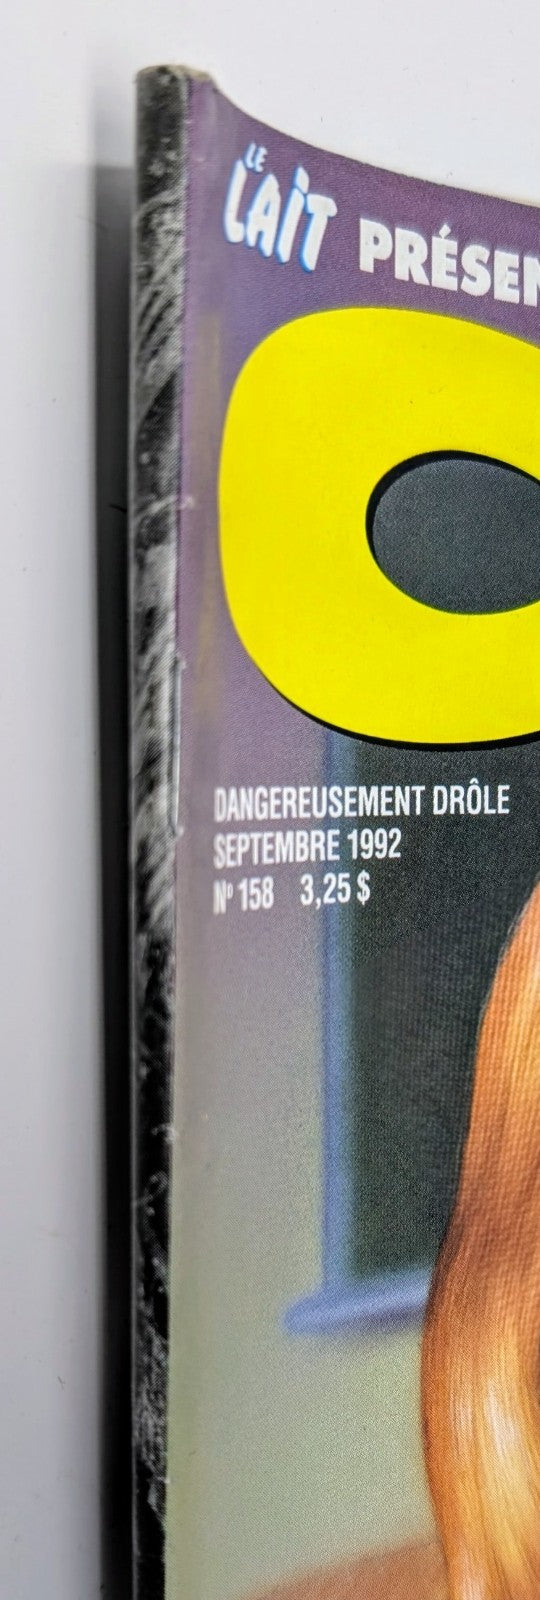 LE
LAIT PRÉSEN
DANGEREUSEMENT DRÔLE
SEPTEMBRE 1992
Nº 158 3,25 $